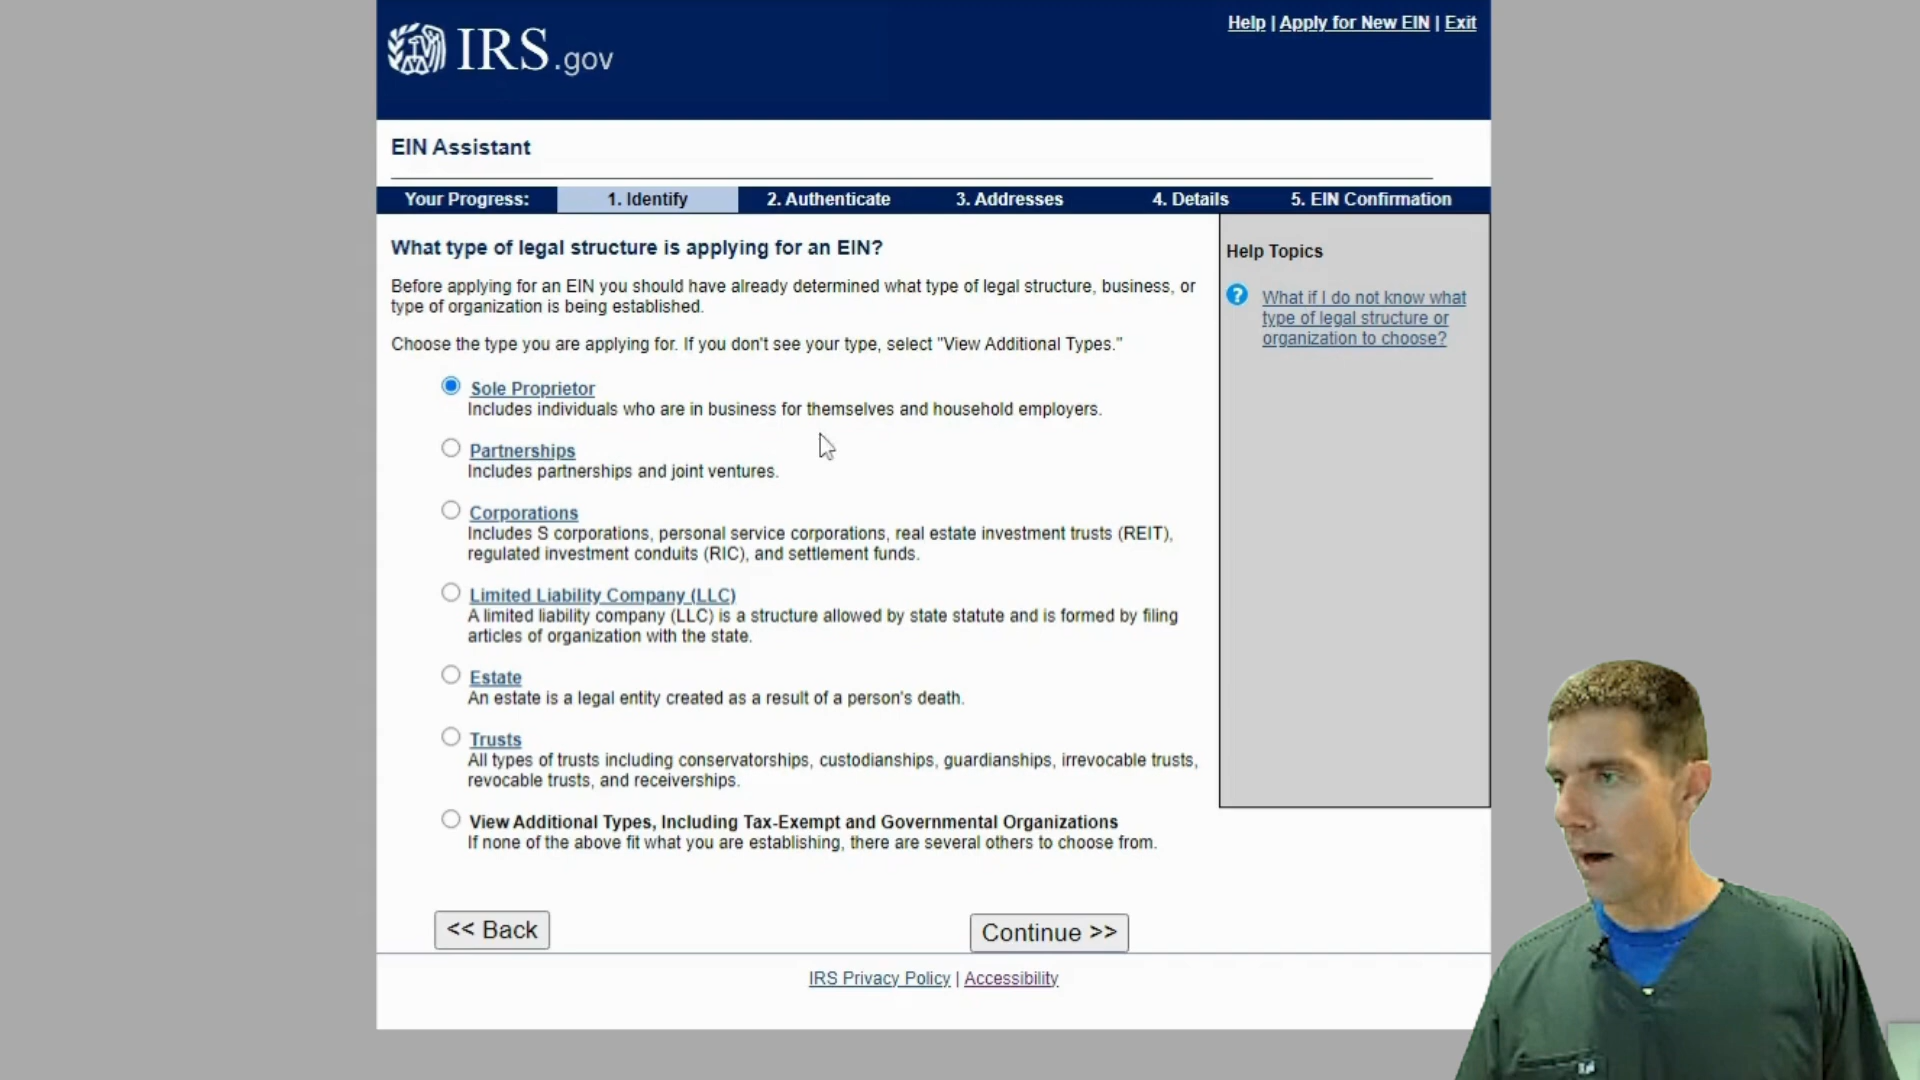 IRS.gov
Help | Apply for New EIN | Exit
EIN Assistant
Your Progress: 1. Identify 2. Authenticate 3. Addresses 4. Details 5. EIN Confirmation
What type of legal structure is applying for an EIN?
Before applying for an EIN you should have already determined what type of legal structure, business, or
type of organization is being established.
Choose the type you are applying for. If you don't see your type, select "View Additional Types."
Sole Proprietor
Includes individuals who are in business for themselves and household employers.
Partnerships
Includes partnerships and joint ventures.
Corporations
Includes S corporations, personal service corporations, real estate investment trusts (REIT),
regulated investment conduits (RIC), and settlement funds.
Limited Liability Company (LLC)
A limited liability company (LLC) is a structure allowed by state statute and is formed by filing
articles of organization with the state.
Estate
An estate is a legal entity created as a result of a person's death.
Trusts
All types of trusts including conservatorships, custodianships, guardianships, irrevocable trusts,
revocable trusts, and receiverships.
View Additional Types, Including Tax-Exempt and Governmental Organizations
If none of the above fit what you are establishing, there are several others to choose from.
Help Topics
? What if I do not know what
type of legal structure or
organization to choose?
<< Back
Continue >>
IRS Privacy Policy | Accessibility